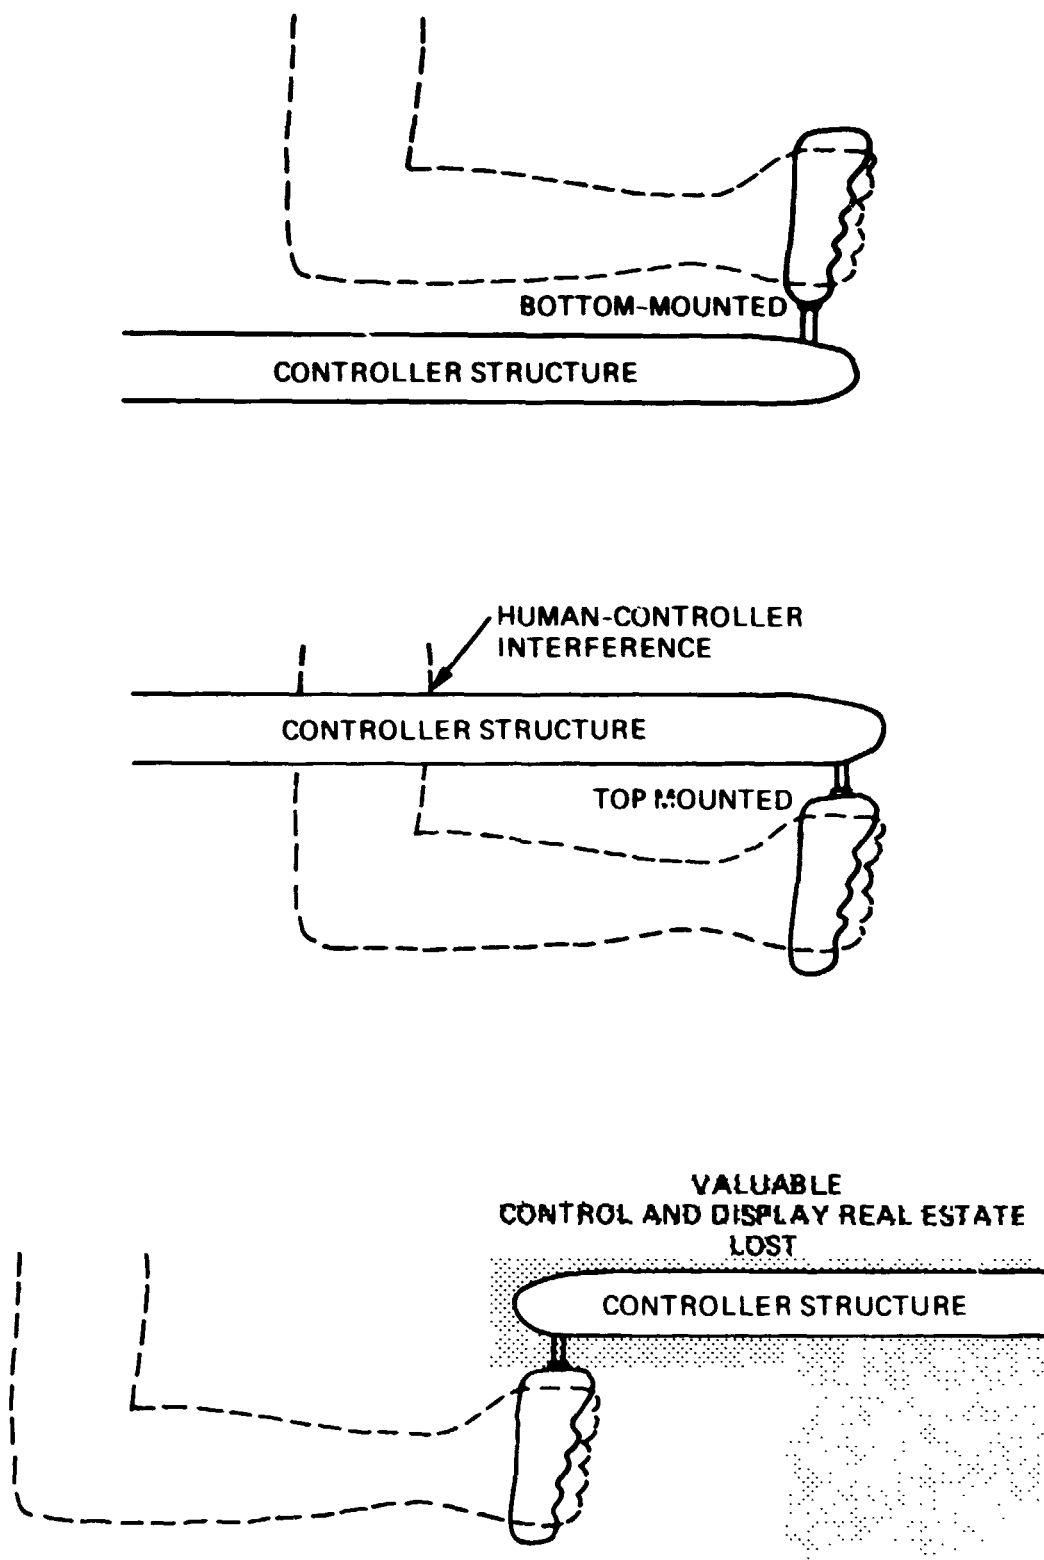 BOTTOM-MOUNTED
CONTROLLER STRUCTURE
HUMAN-CONTROLLER
INTERFERENCE
CONTROLLER STRUCTURE
TOP MOUNTED
VALUABLE
CONTROL AND DISPLAY REAL ESTATE
LOST
CONTROLLER STRUCTURE